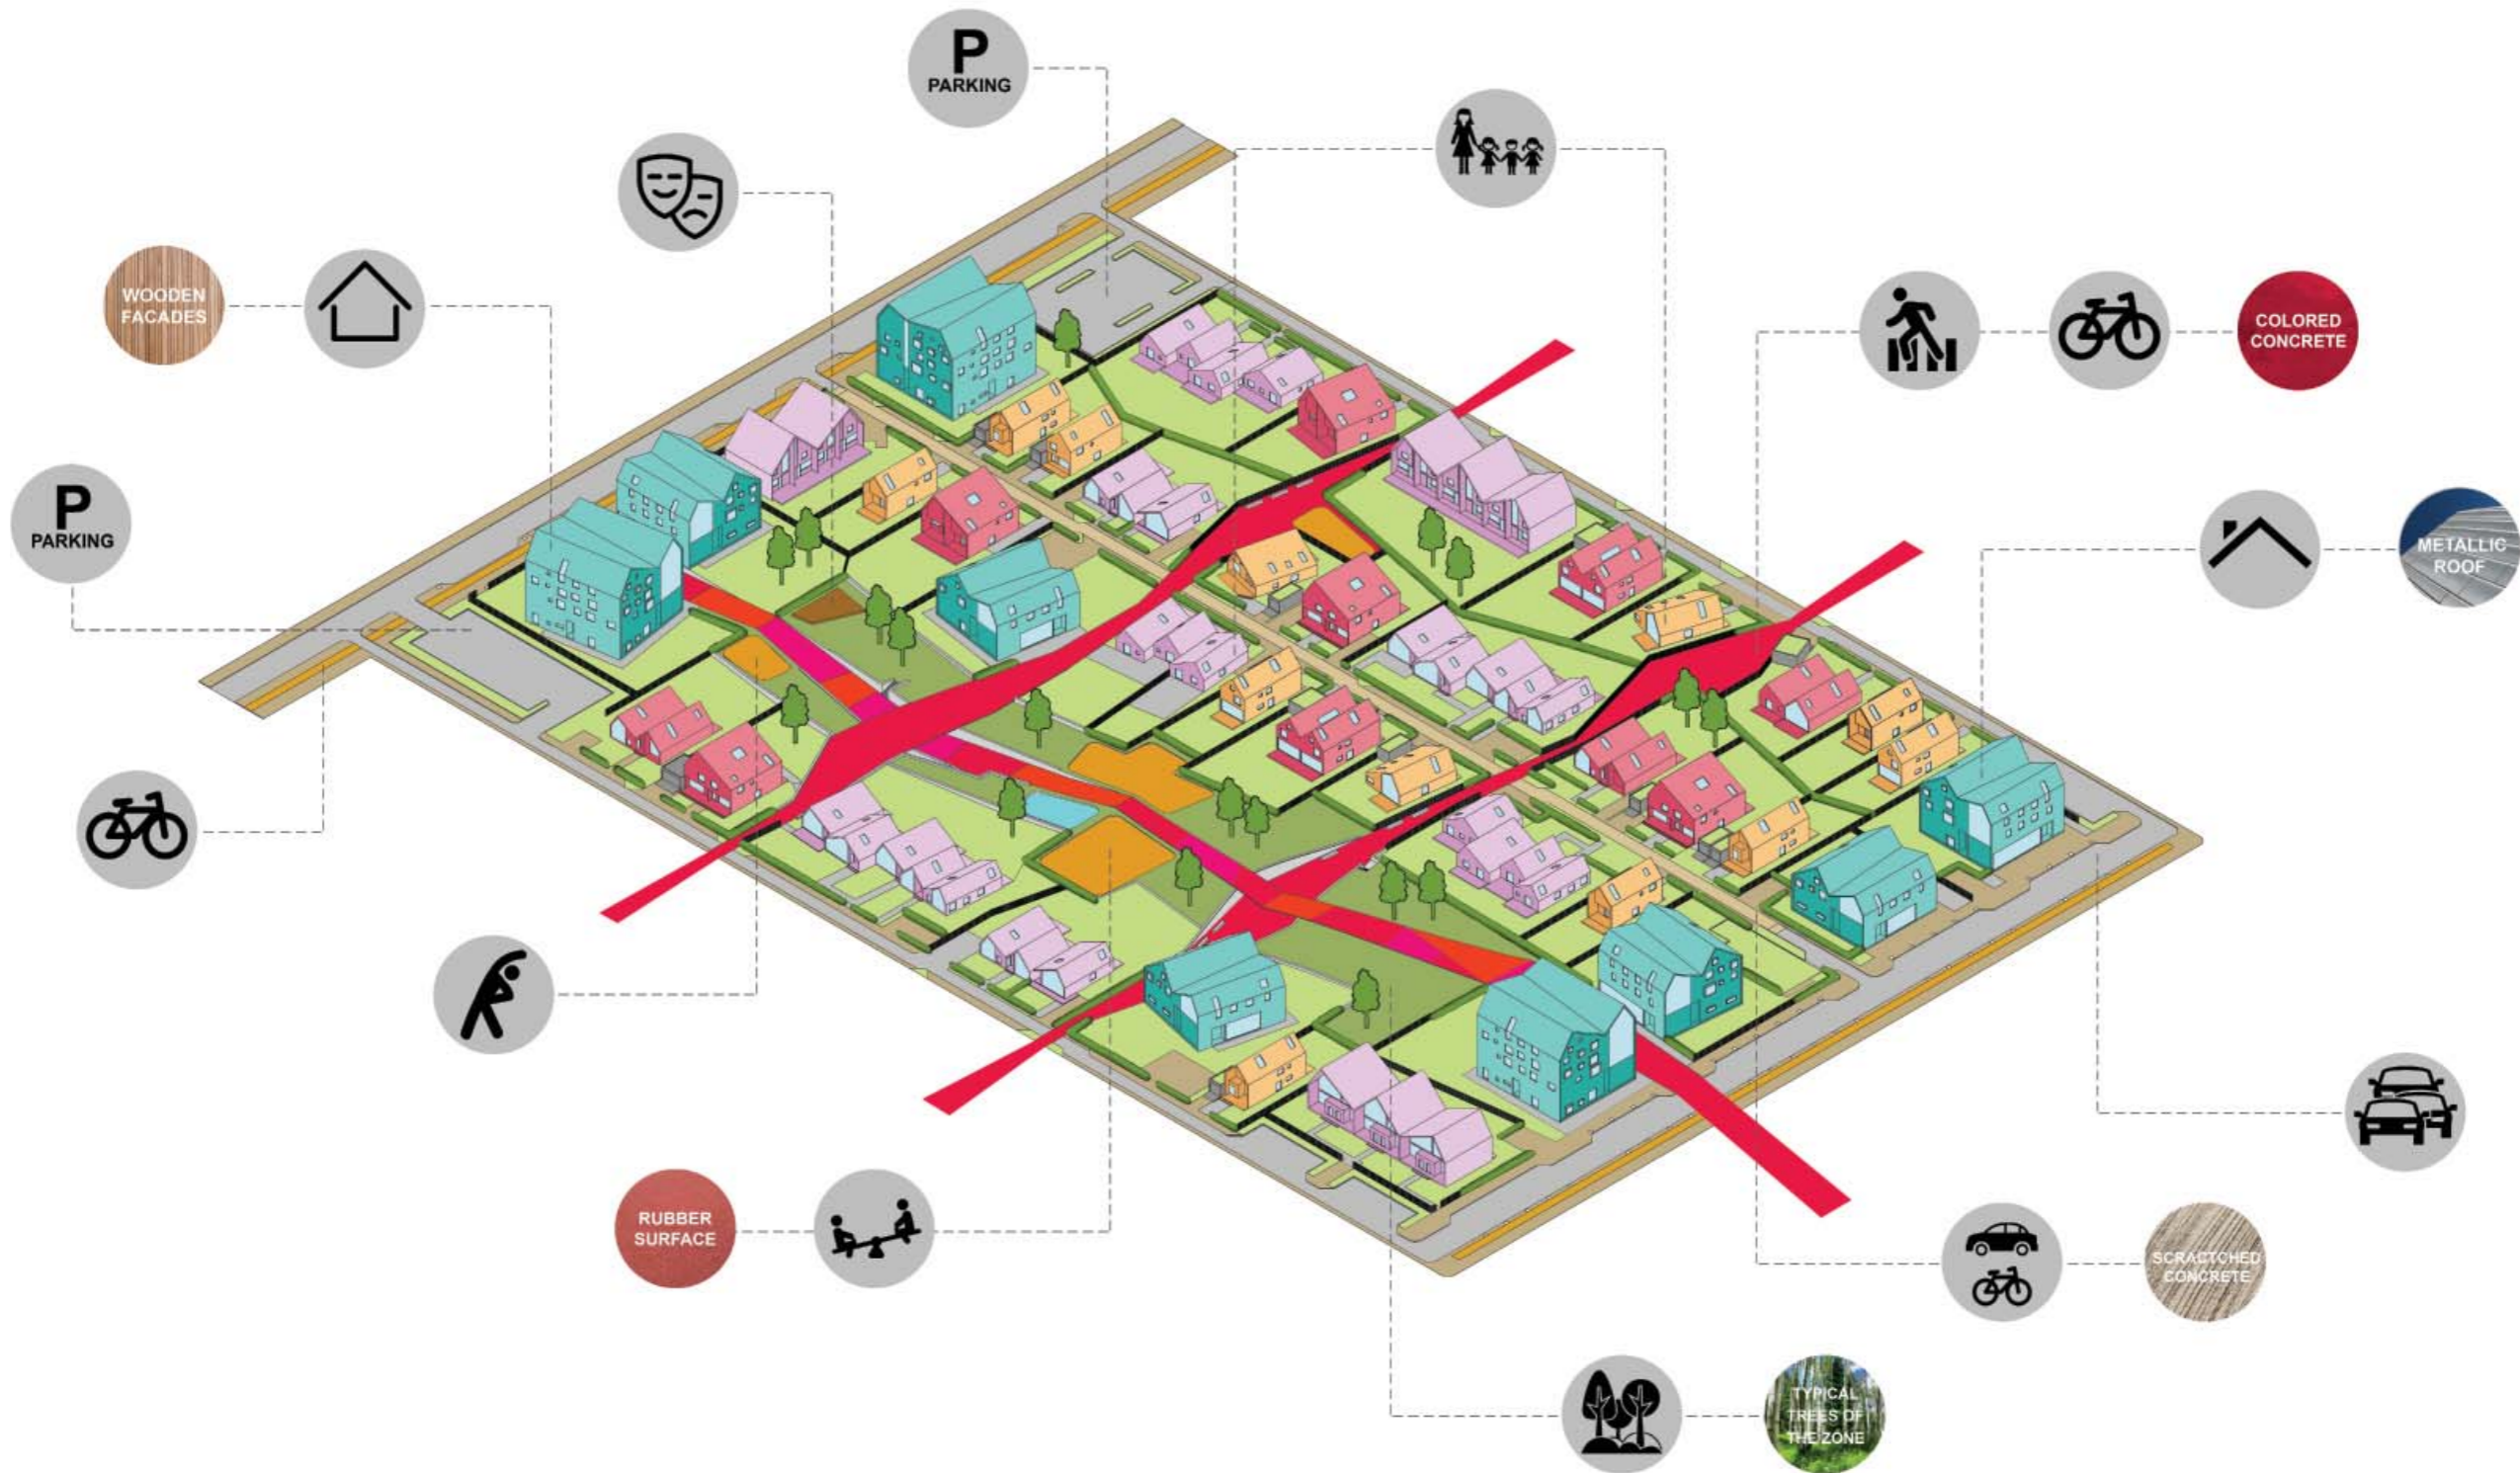 P
PARKING
WOODEN
FACADES
COLORED
CONCRETE
P
PARKING
METALLIC
ROOF
RUBBER
SURFACE
SCRACTCHED
CONCRETE
TYPICAL
TREES OF
THE ZONE